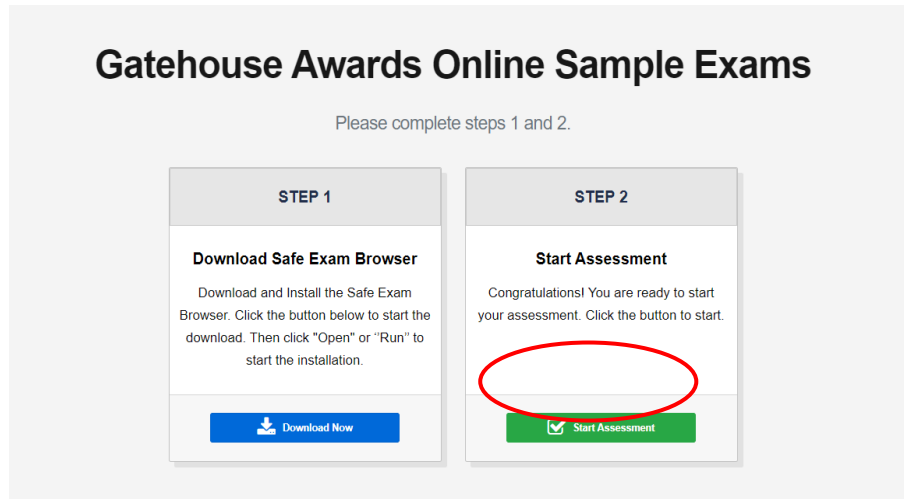 Gatehouse Awards Online Sample Exams
Please complete steps 1 and 2.
STEP 1
Download Safe Exam Browser
Download and Install the Safe Exam
Browser. Click the button below to start the
download. Then click "Open" or "Run" to
start the installation.
Download Now
STEP 2
Start Assessment
Congratulations! You are ready to start
your assessment. Click the button to start.
Start Assessment